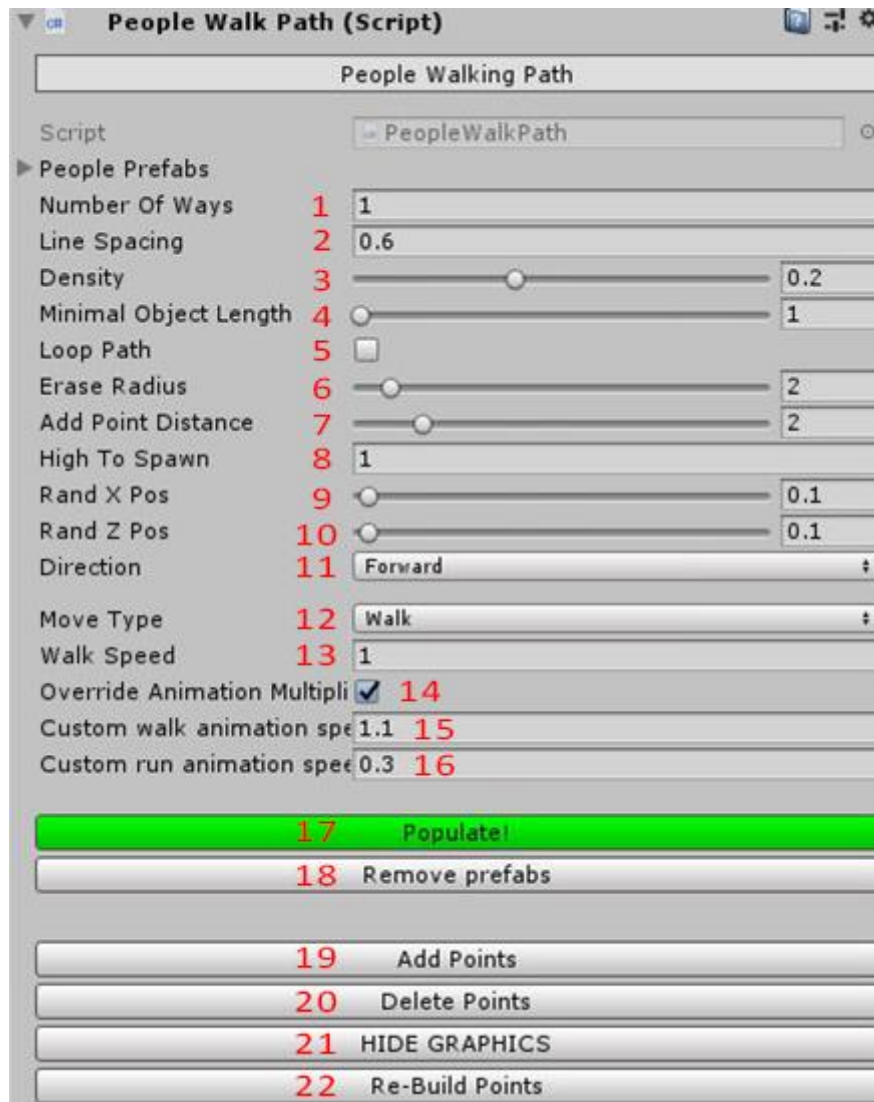 People Walk Path (Script)
People Walking Path
Script PeopleWalkPath
People Prefabs
Number Of Ways 1 1
Line Spacing 2 0.6
Density 3 0.2
Minimal Object Length 4 1
Loop Path 5
Erase Radius 6 2
Add Point Distance 7 2
High To Spawn 8 1
Rand X Pos 9 0.1
Rand Z Pos 10 0.1
Direction 11 Forward
Move Type 12 Walk
Walk Speed 13 1
Override Animation Multipli 14
Custom walk animation spe 1.1 15
Custom run animation spee 0.3 16
17 Populate!
18 Remove prefabs
19 Add Points
20 Delete Points
21 HIDE GRAPHICS
22 Re-Build Points